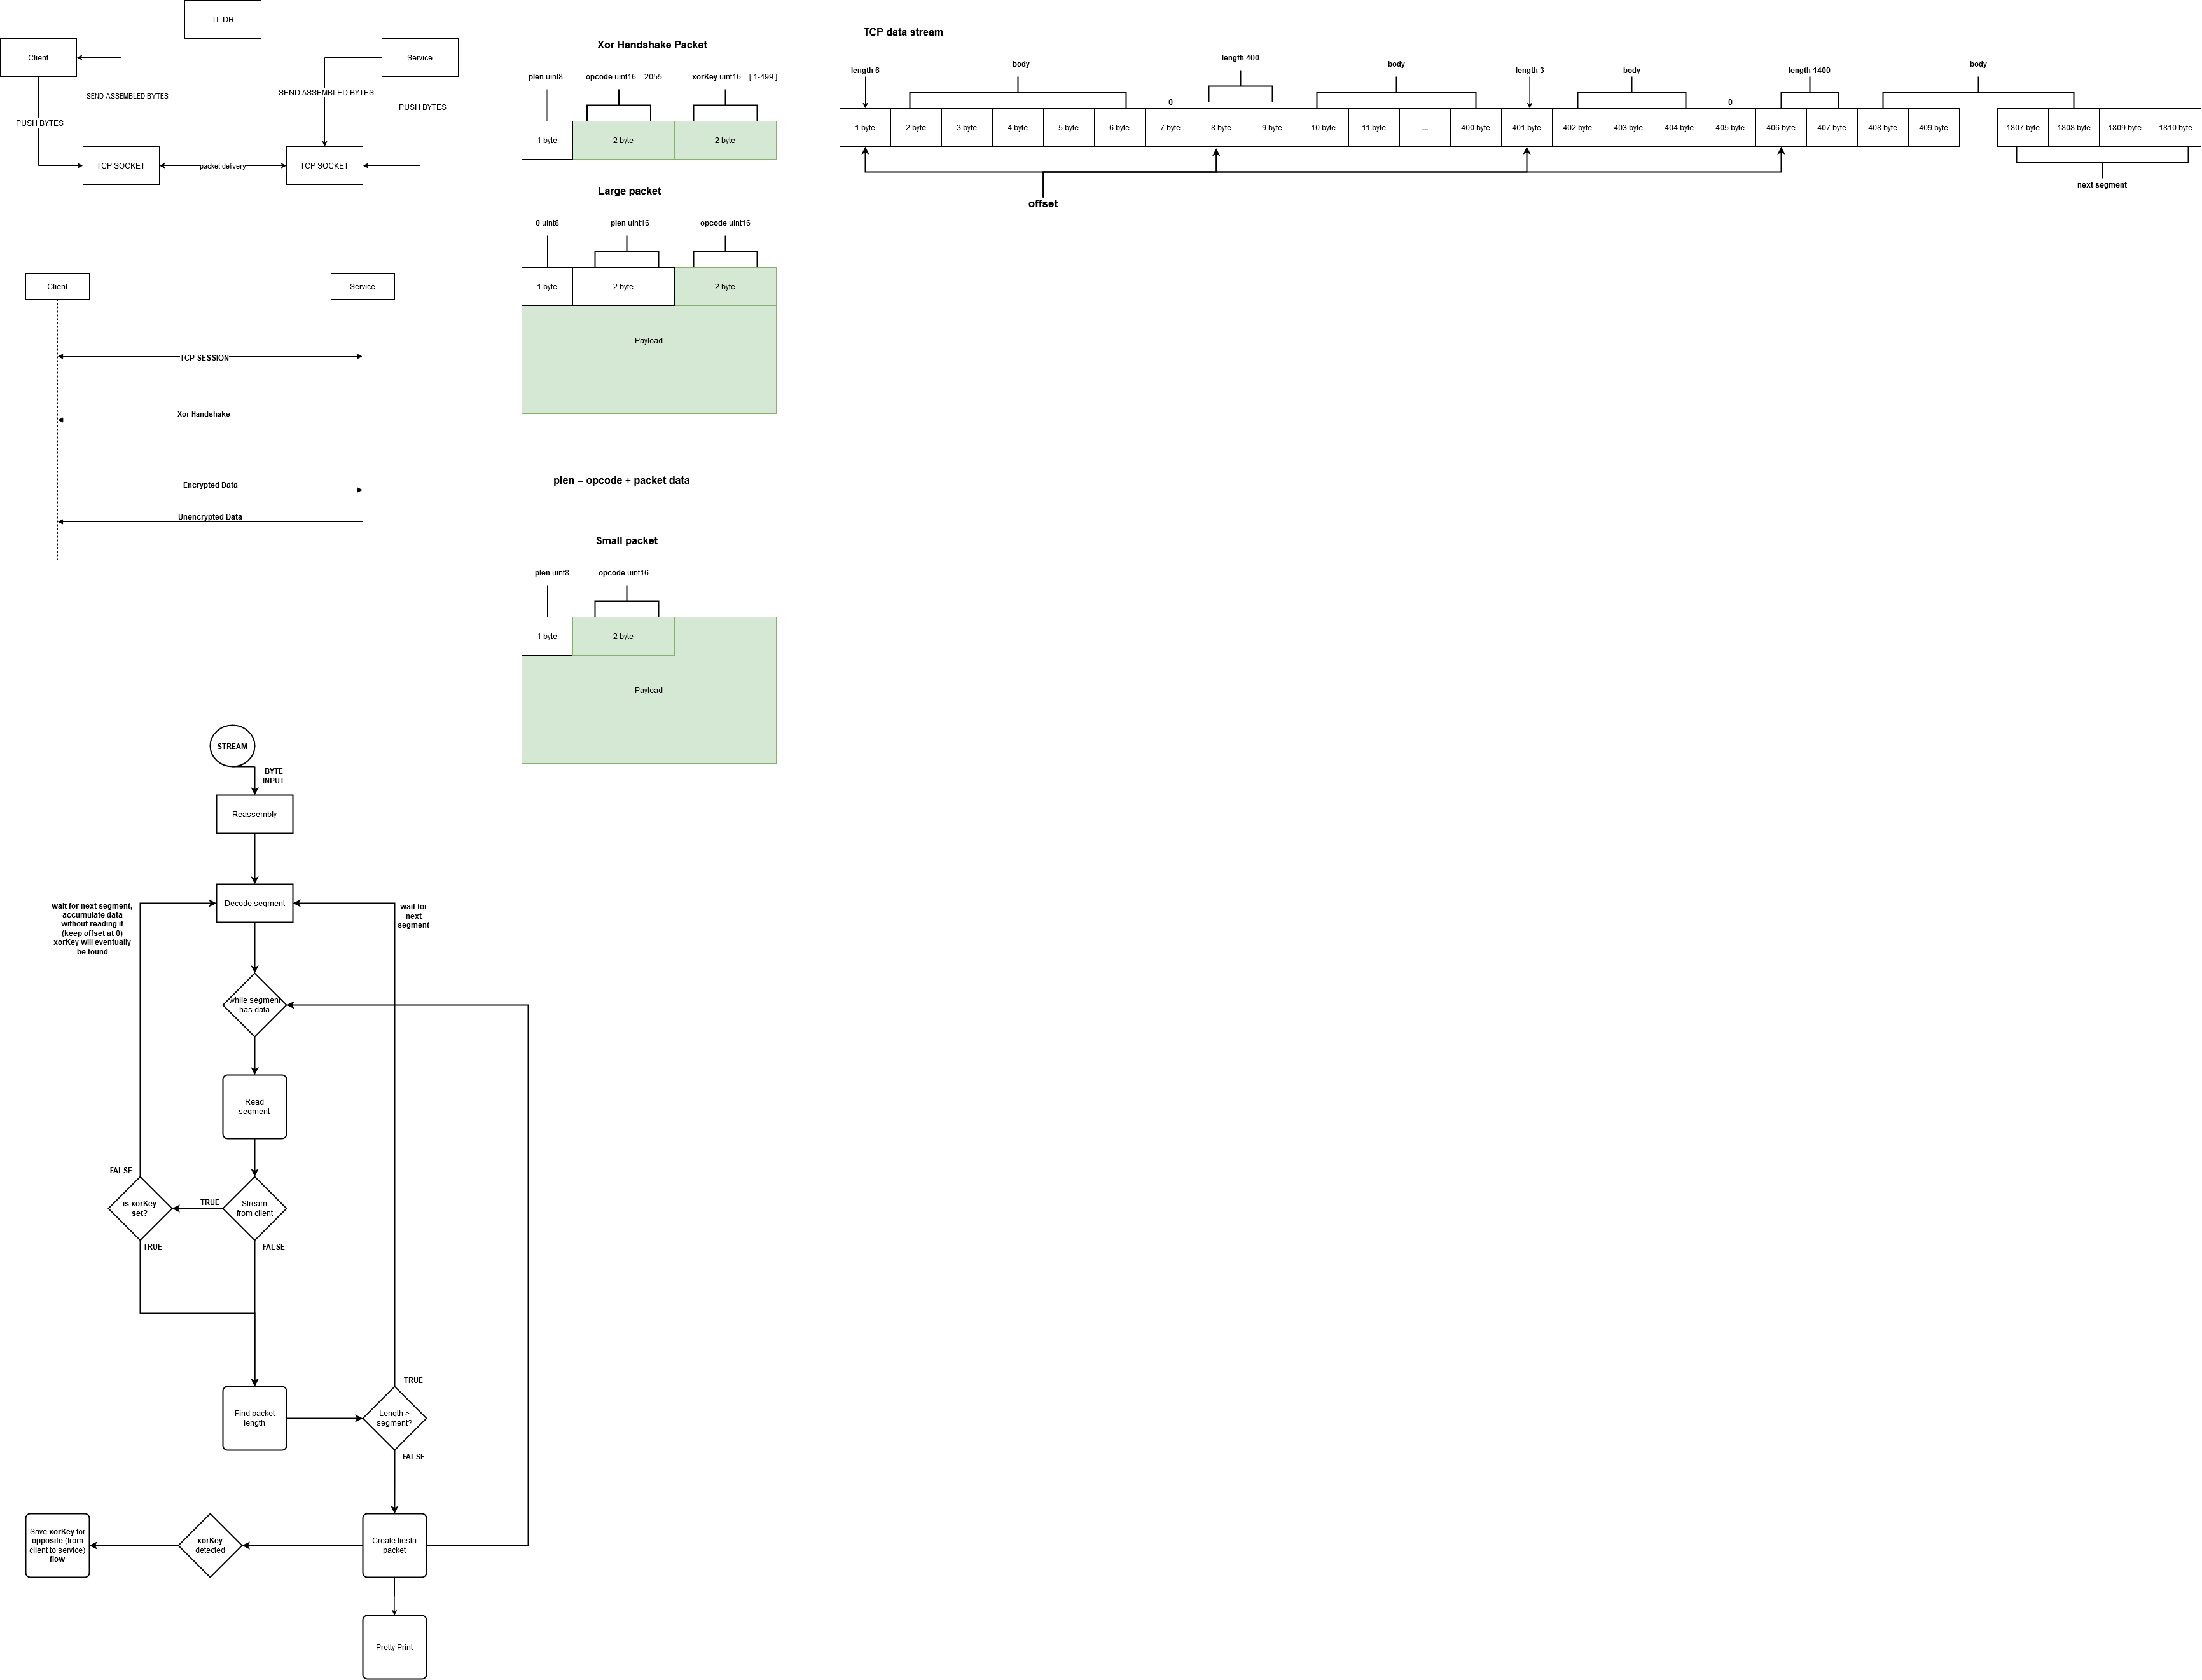 TL:DR
Client
Service
SEND ASSEMBLED BYTES
SEND ASSEMBLED BYTES
PUSH BYTES
PUSH BYTES
TCP SOCKET
packet delivery
TCP SOCKET
Client
Service
TCP SESSION
Xor Handshake
Encrypted Data
Unencrypted Data
Xor Handshake Packet
plen uint8
opcode uint16 = 2055
xorKey uint16 = [ 1-499 ]
1 byte
2 byte
2 byte
Large packet
0 uint8
plen uint16
opcode uint16
1 byte
2 byte
2 byte
Payload
plen = opcode + packet data
Small packet
plen uint8
opcode uint16
1 byte
2 byte
Payload
TCP data stream
length 6
body
0
length 400
body
length 3
body
0
length 1400
body
1 byte
2 byte
3 byte
4 byte
5 byte
6 byte
7 byte
8 byte
9 byte
10 byte
11 byte
...
400 byte
401 byte
402 byte
403 byte
404 byte
405 byte
406 byte
407 byte
408 byte
409 byte
1807 byte
1808 byte
1809 byte
1810 byte
next segment
offset
STREAM
BYTE
INPUT
Reassembly
Decode segment
wait for next segment,
accumulate data
without reading it
(keep offset at 0)
xorKey will eventually
be found
wait for
next
segment
while segment
has data
Read
segment
Stream
from client
TRUE
FALSE
is xorKey
set?
FALSE
TRUE
Find packet
length
Length >
segment?
TRUE
FALSE
Create fiesta
packet
xorKey
detected
Save xorKey for
opposite (from
client to service)
flow
Pretty Print